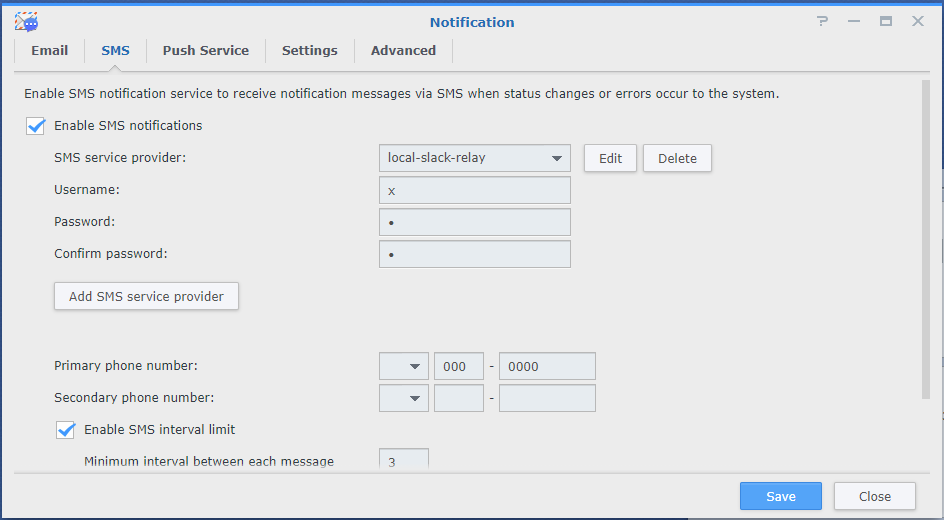 Notification
Email SMS Push Service Settings Advanced
Enable SMS notification service to receive notification messages via SMS when status changes or errors occur to the system.
Enable SMS notifications
SMS service provider: local-slack-relay Edit Delete
Username: x
Password: •
Confirm password: •
Add SMS service provider
Primary phone number: 000 - 0000
Secondary phone number: -
Enable SMS interval limit
Minimum interval between each message 3
Save Close